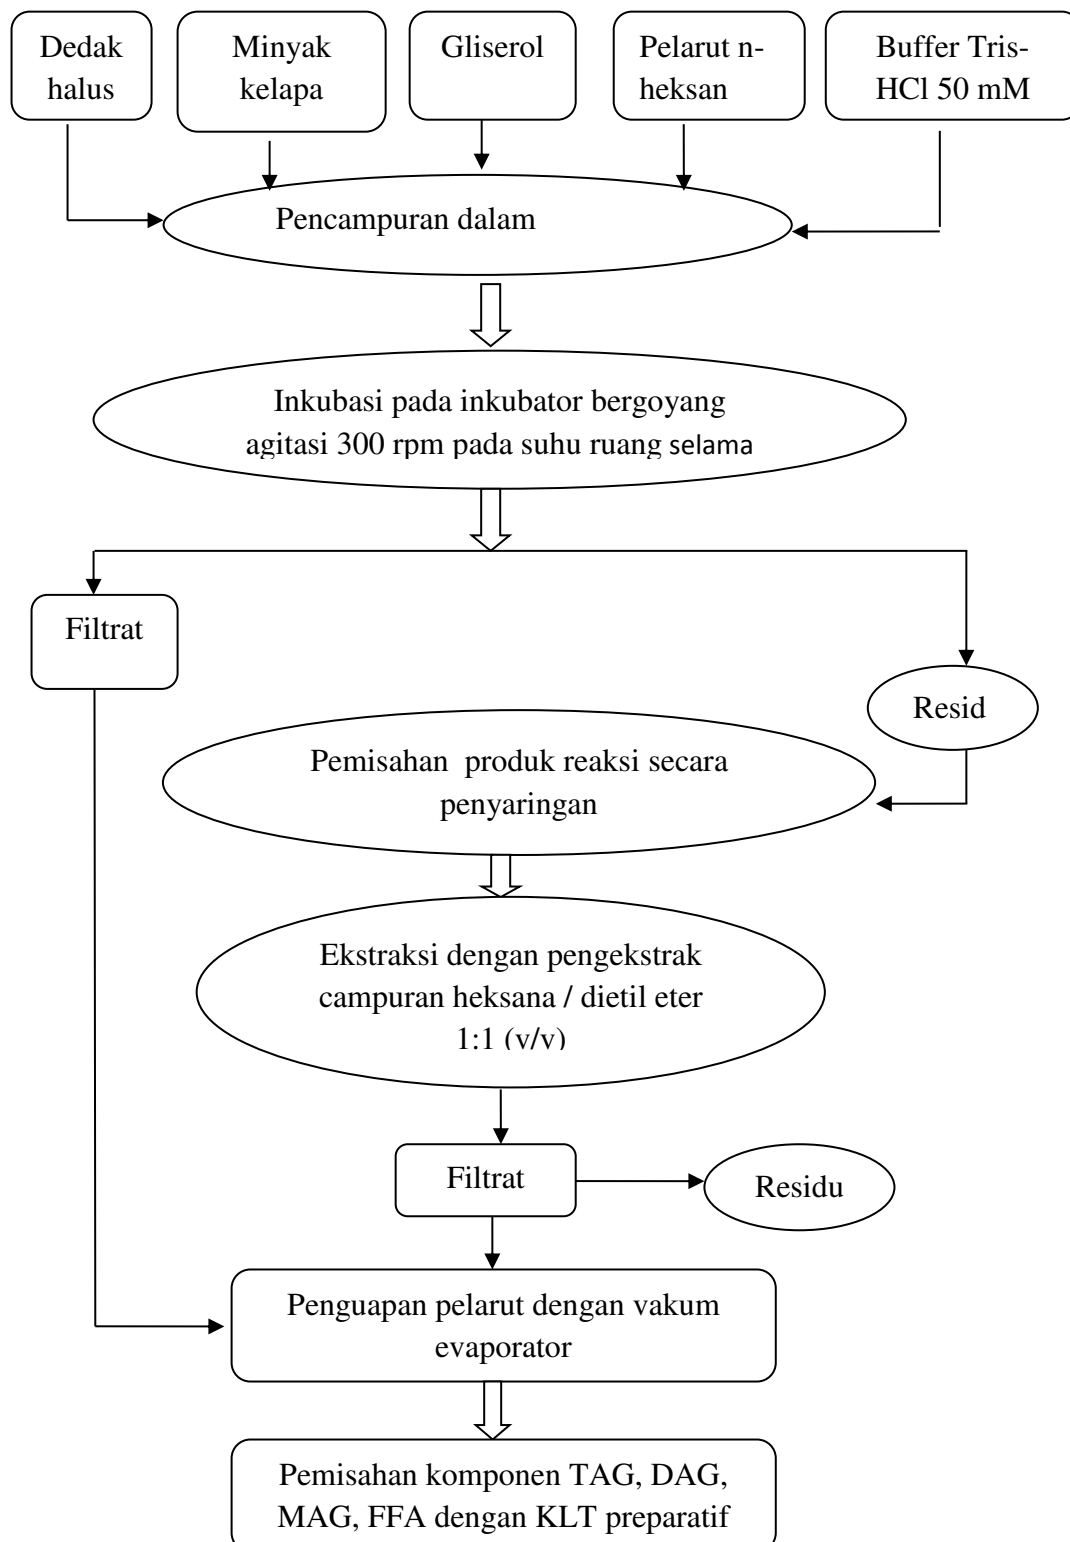 Dedak
halus
Minyak
kelapa
Gliserol
Pelarut n-
heksan
Buffer Tris-
HCl 50 mM
Pencampuran dalam
Inkubasi pada inkubator bergoyang
agitasi 300 rpm pada suhu ruang selama
Filtrat
Resid
Pemisahan produk reaksi secara
penyaringan
Ekstraksi dengan pengekstrak
campuran heksana / dietil eter
1:1 (v/v)
Filtrat
Residu
Penguapan pelarut dengan vakum
evaporator
Pemisahan komponen TAG, DAG,
MAG, FFA dengan KLT preparatif